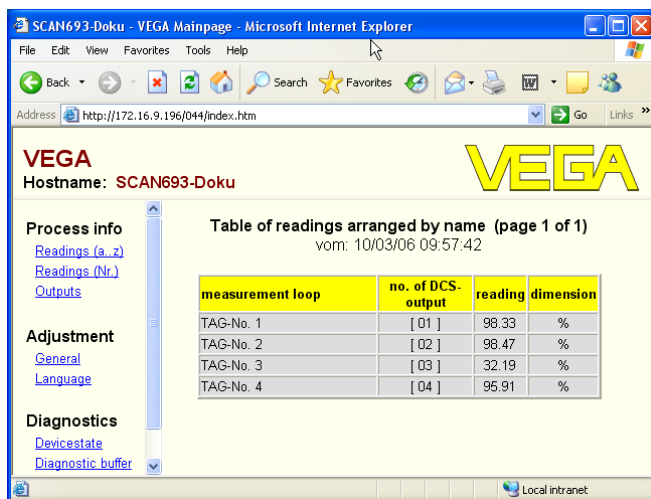 SCAN693-Doku - VEGA Mainpage - Microsoft Internet Explorer
File Edit View Favorites Tools Help
Back Search Favorites
Address http://172.16.9.196/044/index.htm Go Links »
VEGA
Hostname: SCAN693-Doku
VEGA
Process info
Readings (a..z)
Readings (Nr.)
Outputs
Adjustment
General
Language
Diagnostics
Devicestate
Diagnostic buffer
Table of readings arranged by name (page 1 of 1)
vom: 10/03/06 09:57:42
measurement loop no. of DCS-output reading dimension
TAG-No. 1 [ 01 ] 98.33 %
TAG-No. 2 [ 02 ] 98.47 %
TAG-No. 3 [ 03 ] 32.19 %
TAG-No. 4 [ 04 ] 95.91 %
Local intranet